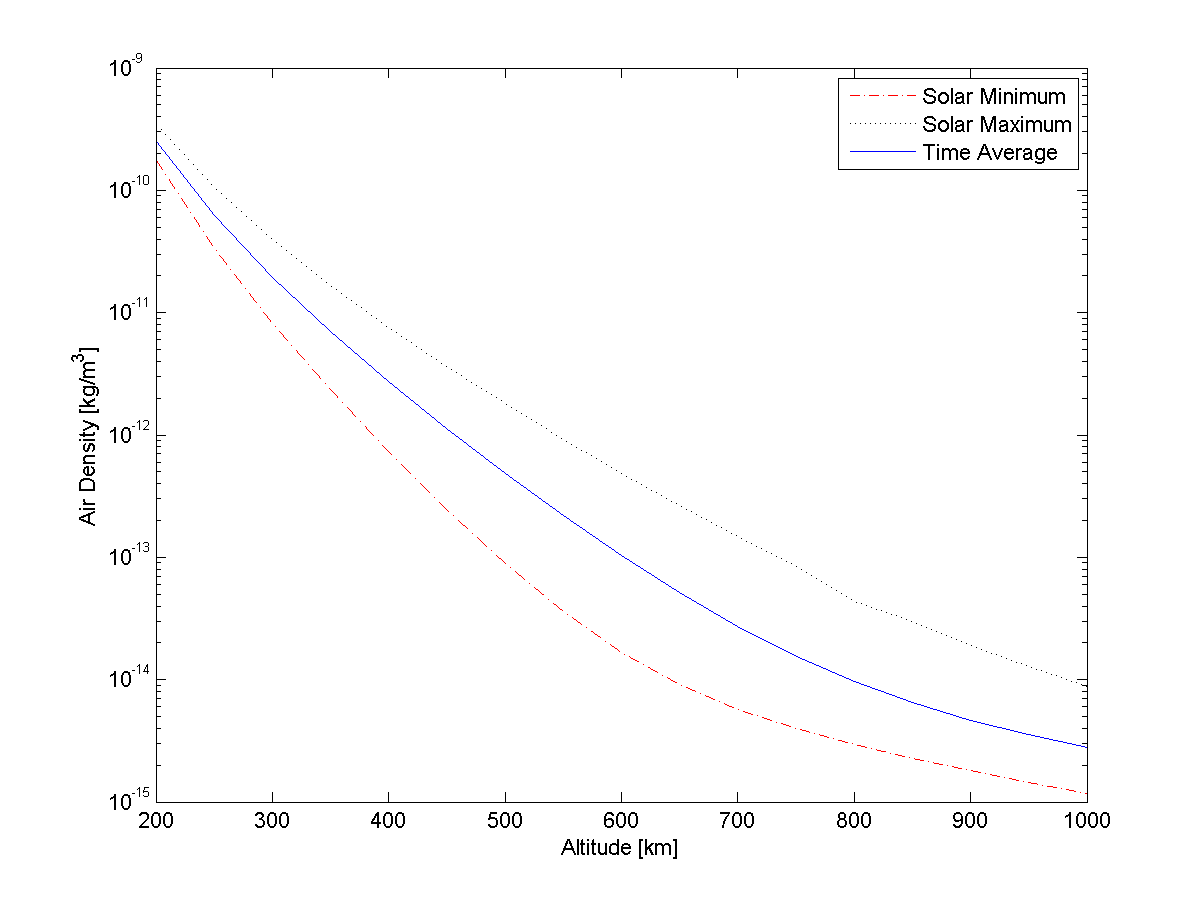 10^-9
10^-10
10^-11
10^-12
10^-13
10^-14
10^-15
Air Density [kg/m^3]
200 300 400 500 600 700 800 900 1000
Altitude [km]
Solar Minimum
Solar Maximum
Time Average